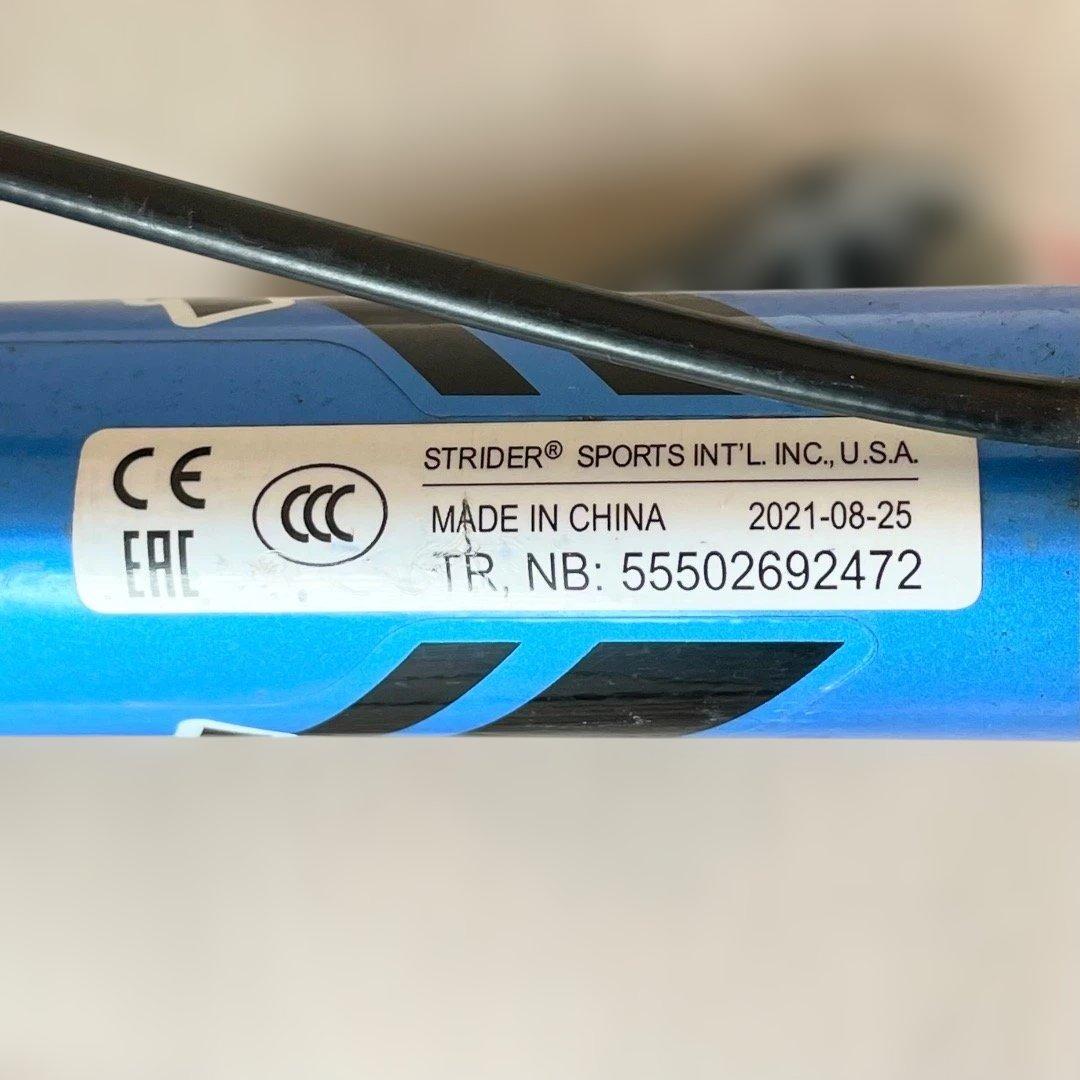 CE
EAC
CCC
STRIDER® SPORTS INT'L. INC., U.S.A.
MADE IN CHINA 2021-08-25
TR, NB: 55502692472